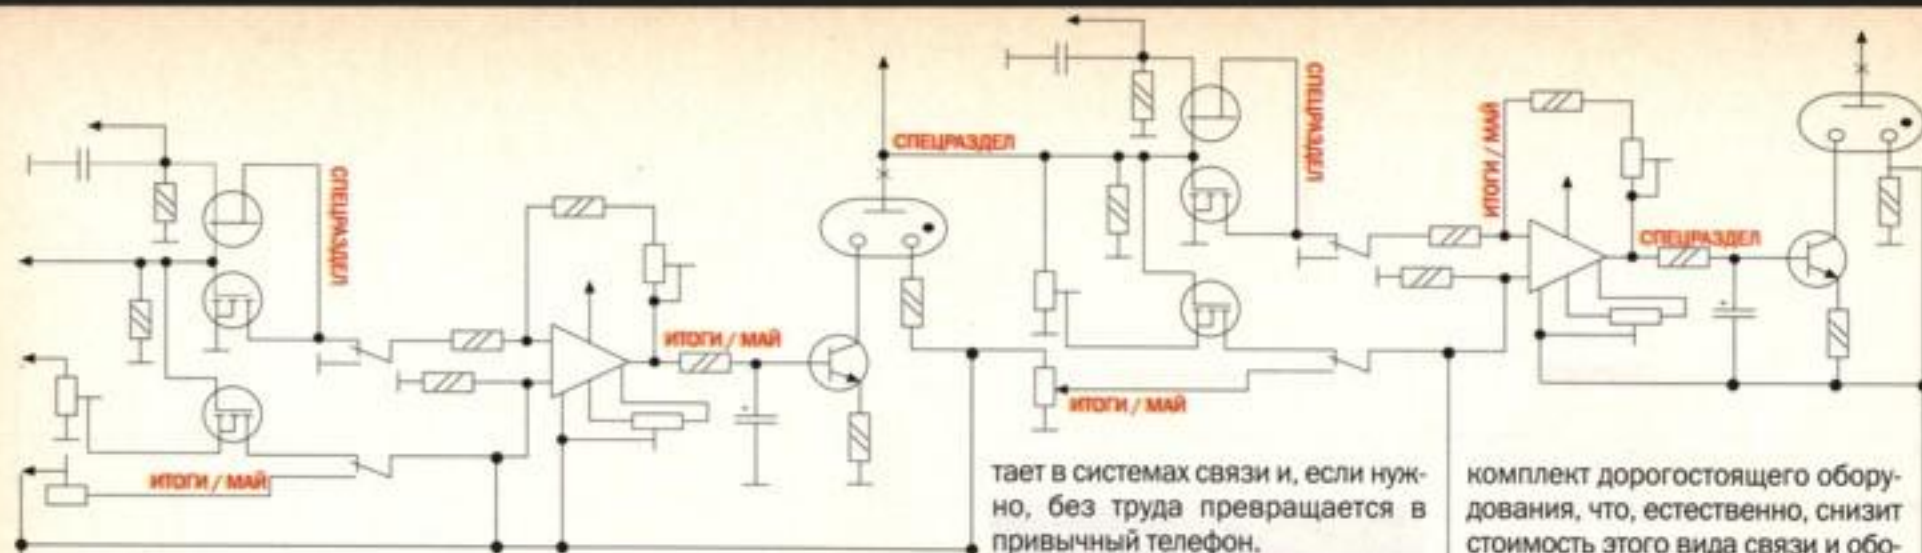 СПЕЦРАЗДЕЛ
СПЕЦРАЗДЕЛ
СПЕЦРАЗДЕЛ
ИТОГИ / МАЙ
СПЕЦРАЗДЕЛ
ИТОГИ / МАЙ
ИТОГИ / МАЙ
ИТОГИ / МАЙ
тает в системах связи и, если нуж-
но, без труда превращается в
привычный телефон.
комплект дорогостоящего обору-
дования, что, естественно, снизит
стоимость этого вида связи и обо-